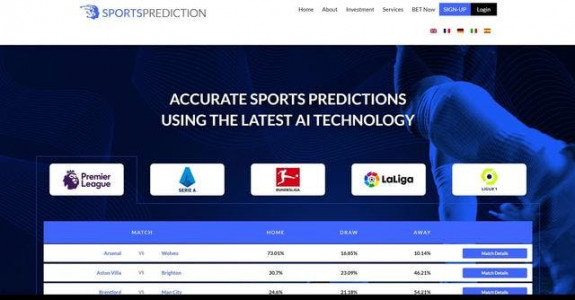 SPORTSPREDICTION
Home About Investment Services BET Now SIGN-UP Login
ACCURATE SPORTS PREDICTIONS
USING THE LATEST AI TECHNOLOGY
Premier League SERIE A BUNDESLIGA LaLiga LIGUE 1
MATCH HOME DRAW AWAY
Arsenal VS Wolves 73.01% 16.85% 10.14% Match Details
Aston Villa VS Brighton 30.7% 23.09% 46.21% Match Details
Brentford VS Man City 24.6% 21.18% 54.21% Match Details